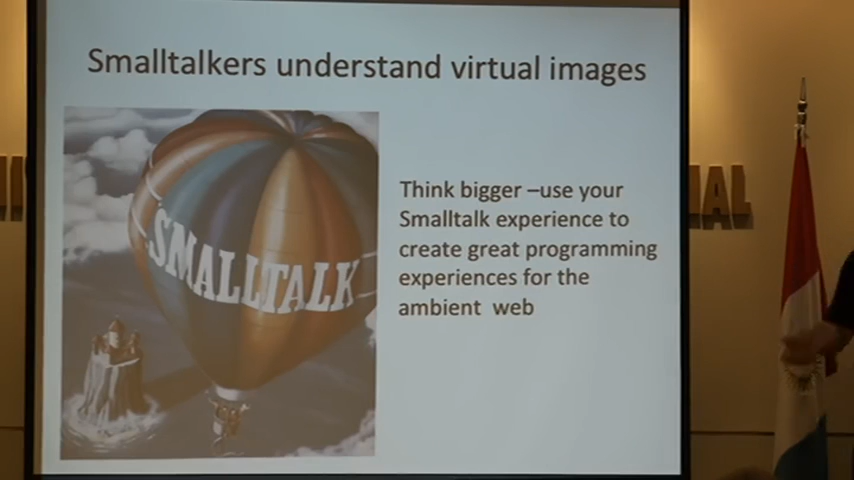 Smalltalkers understand virtual images
SMALLTALK
Think bigger –use your
Smalltalk experience to
create great programming
experiences for the
ambient web